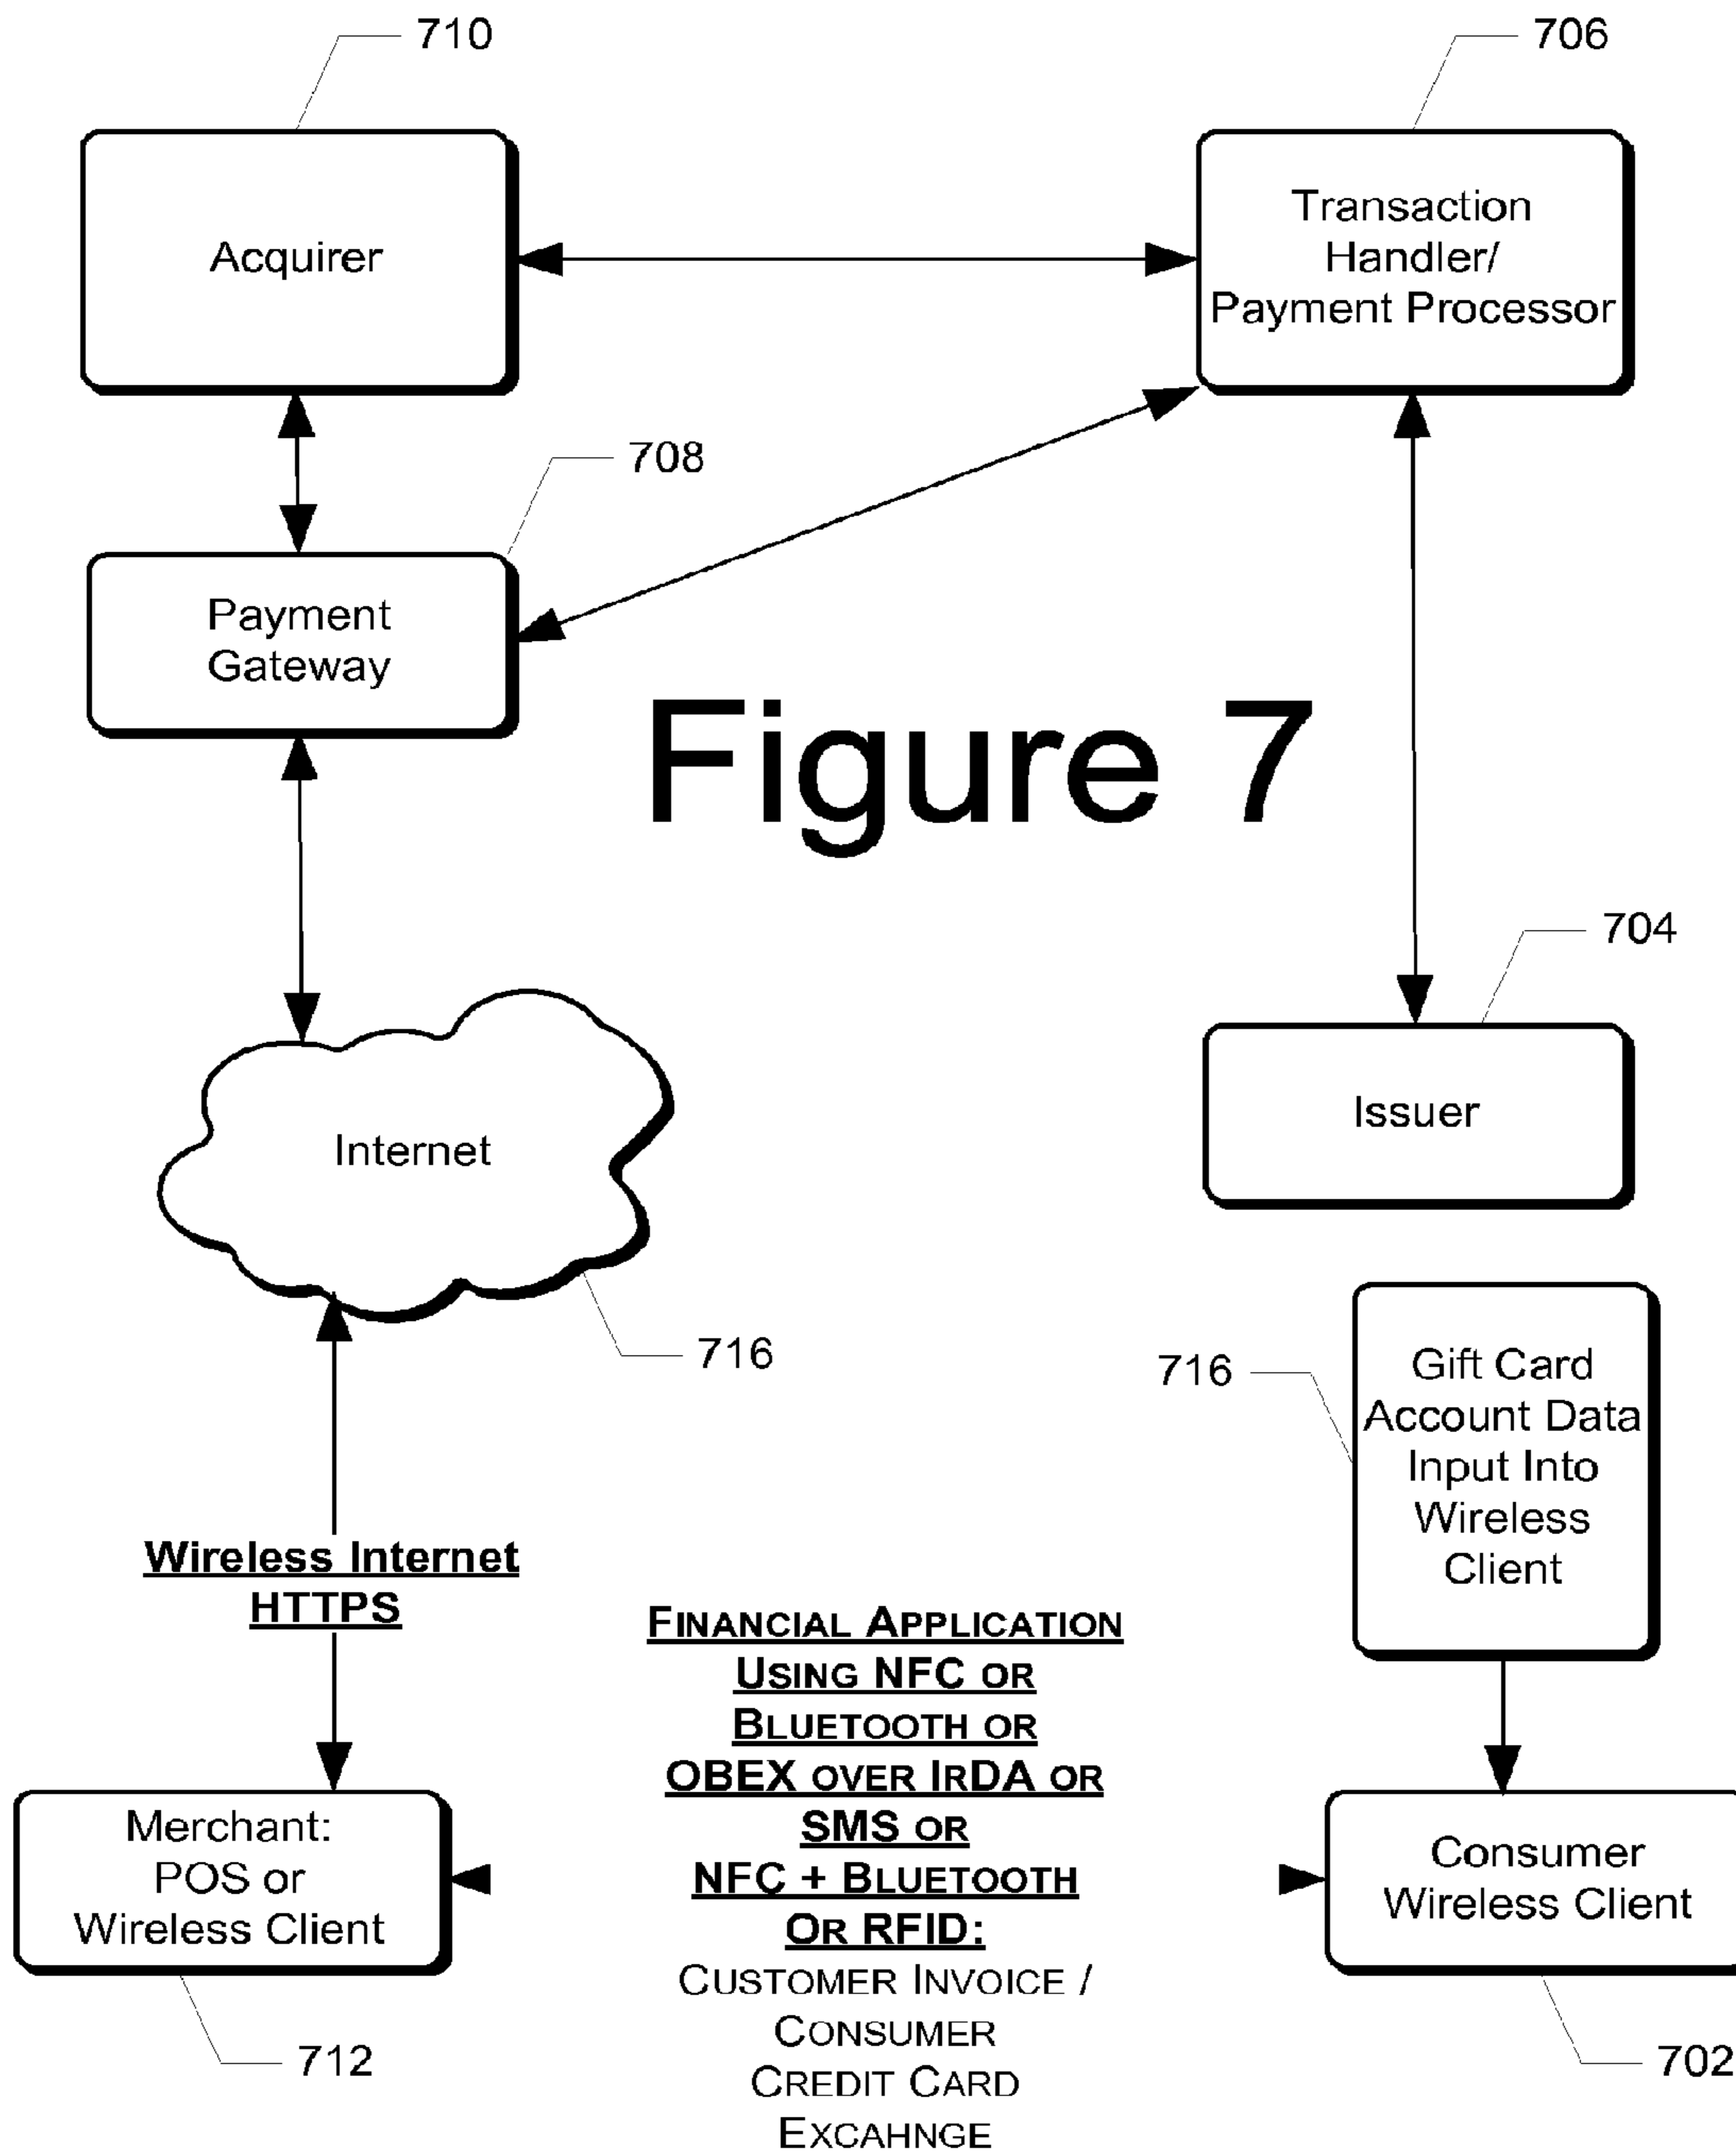 710
706
Acquirer
Transaction
Handler/
Payment Processor
708
Payment
Gateway
Figure 7
704
Issuer
Internet
716
716
Gift Card
Account Data
Input Into
Wireless
Client
Wireless Internet
HTTPS
FINANCIAL APPLICATION
USING NFC OR
BLUETOOTH OR
OBEX OVER IRDA OR
SMS OR
NFC + BLUETOOTH
OR RFID:
CUSTOMER INVOICE /
CONSUMER
CREDIT CARD
EXCAHNGE
Merchant:
POS or
Wireless Client
712
Consumer
Wireless Client
702